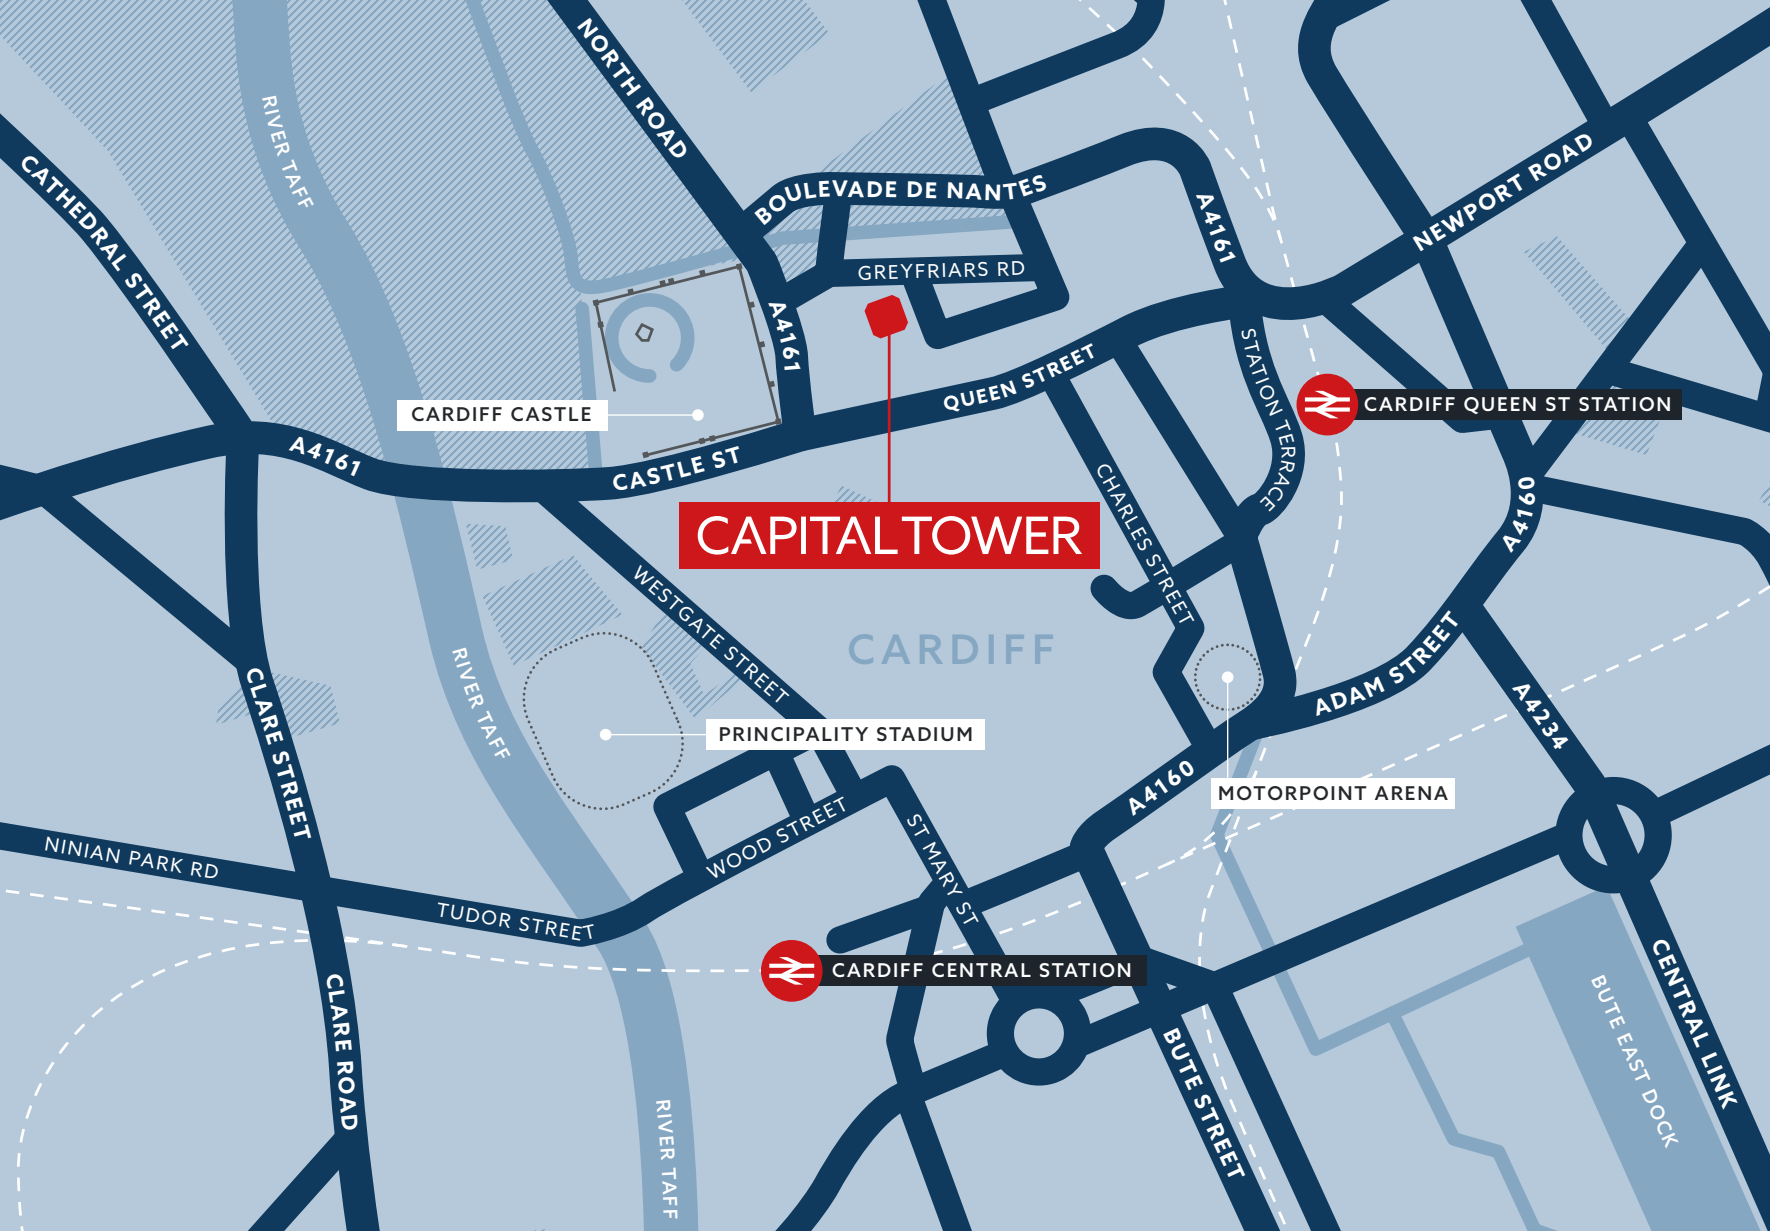 NORTH ROAD
RIVER TAFF
CATHEDRAL STREET
BOULEVADE DE NANTES
A4161
NEWPORT ROAD
GREYFRIARS RD
A4161
STATION TERRACE
QUEEN STREET
CARDIFF QUEEN ST STATION
CARDIFF CASTLE
A4161
CASTLE ST
CHARLES STREET
A4160
CAPITAL TOWER
WESTGATE STREET
CARDIFF
ADAM STREET
RIVER TAFF
CLARE STREET
A4234
PRINCIPALITY STADIUM
A4160
MOTORPOINT ARENA
WOOD STREET
ST MARY ST
NINIAN PARK RD
TUDOR STREET
CARDIFF CENTRAL STATION
CENTRAL LINK
CLARE ROAD
BUTE EAST DOCK
BUTE STREET
RIVER TAFF